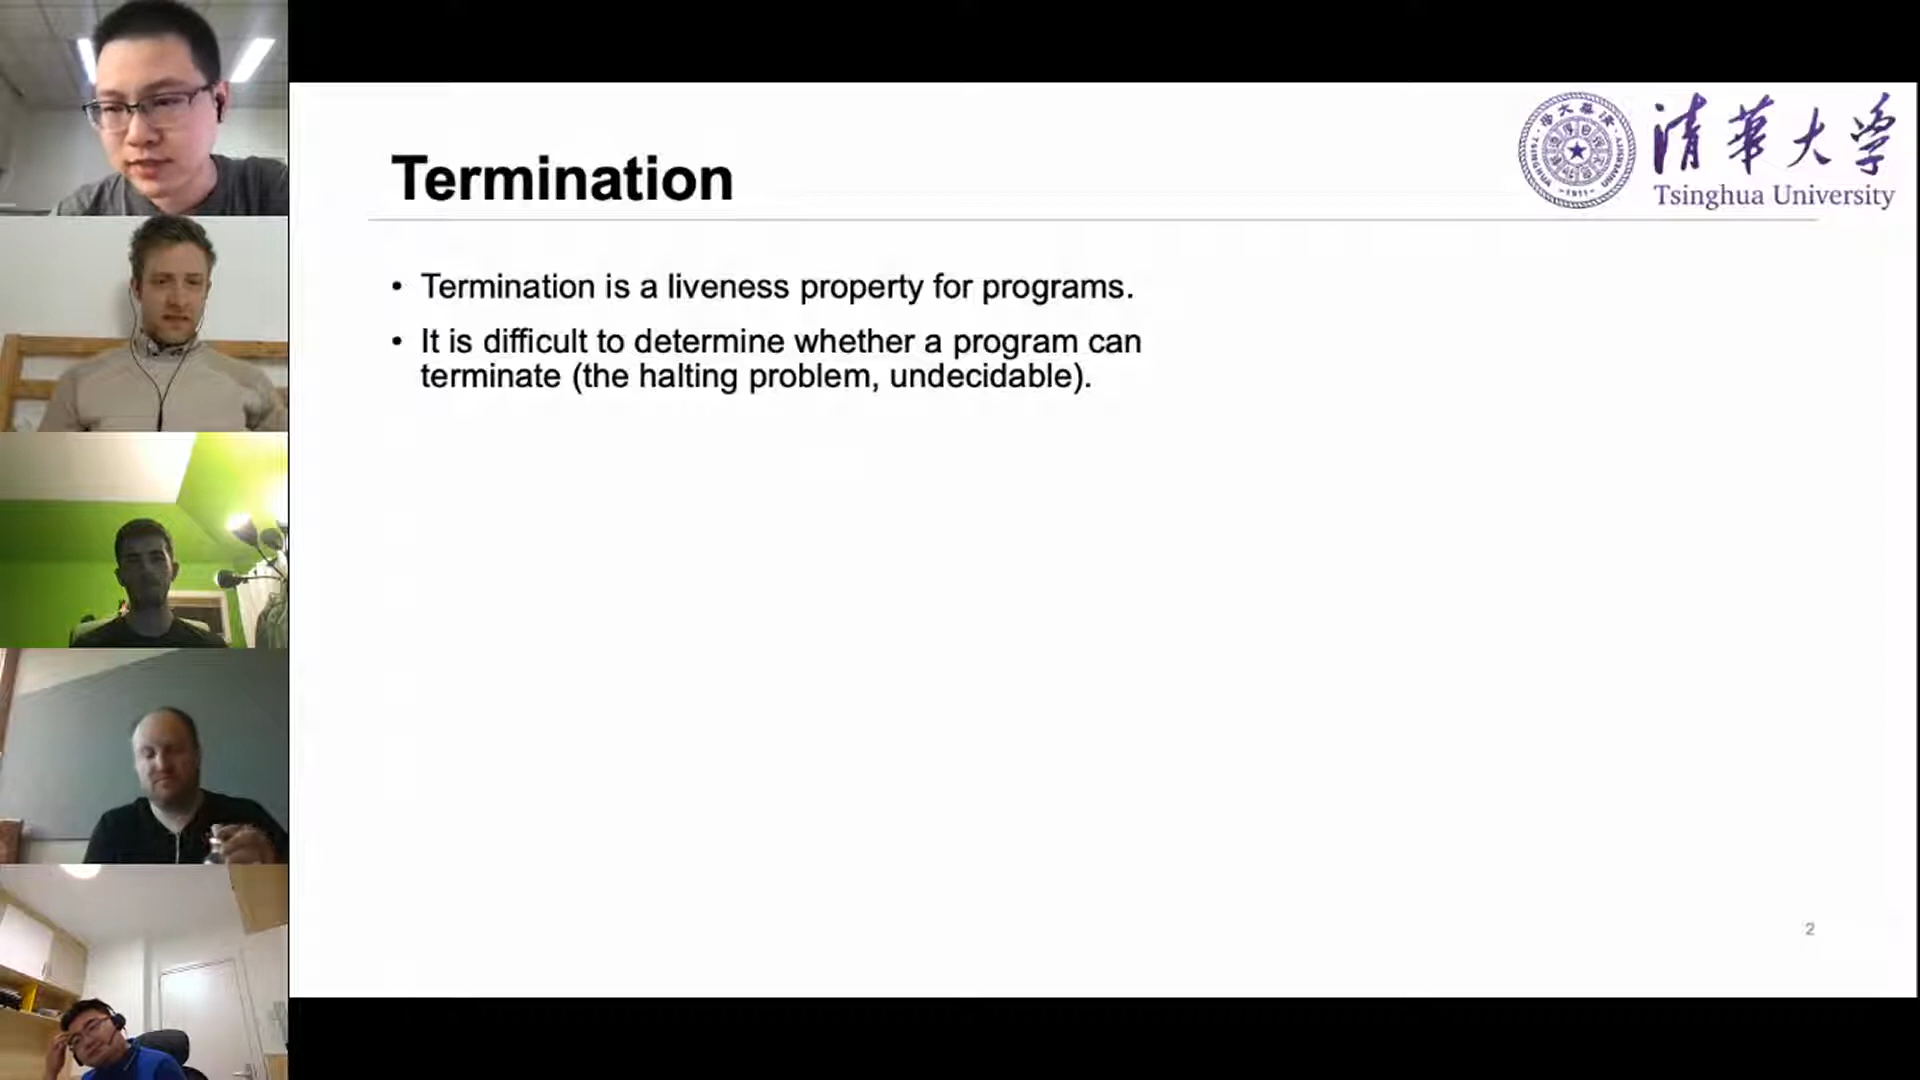 清華大学
Tsinghua University
Termination
• Termination is a liveness property for programs.
• It is difficult to determine whether a program can
terminate (the halting problem, undecidable).
2